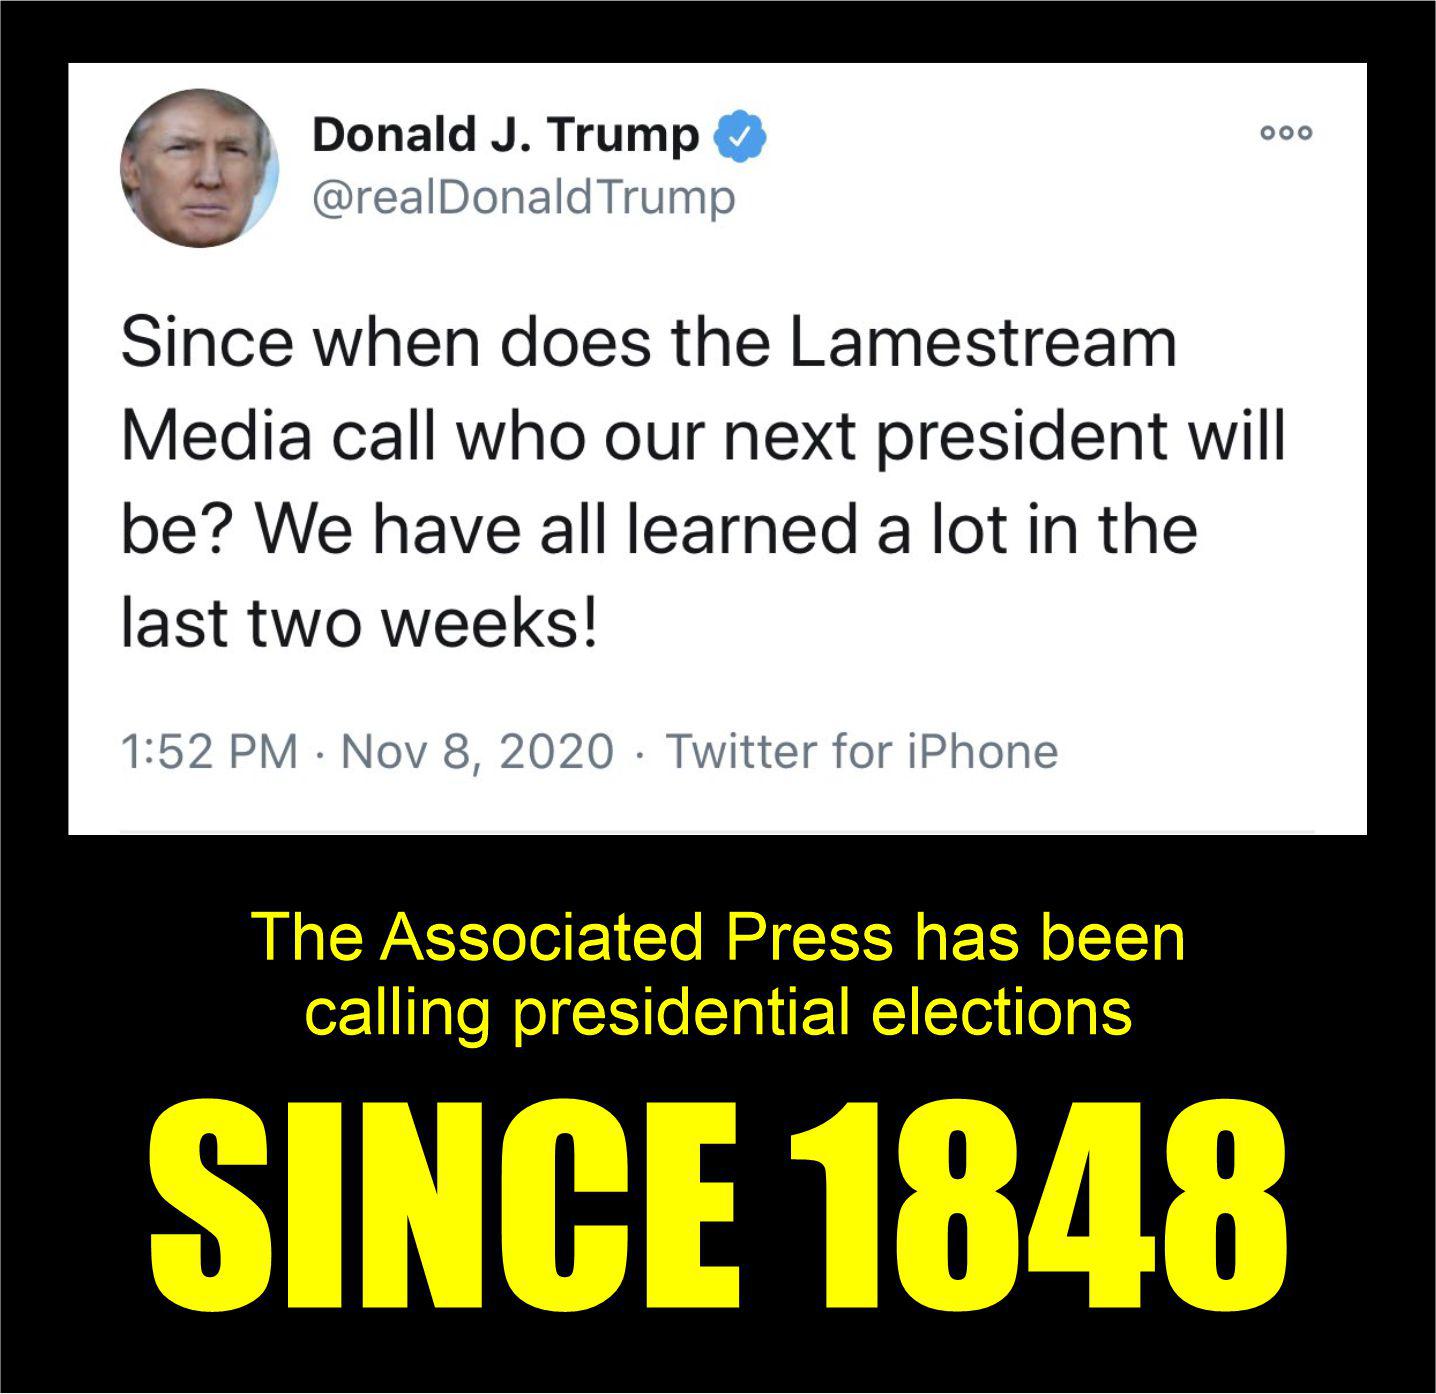 Donald J. Trump
@realDonaldTrump
Since when does the Lamestream
Media call who our next president will
be? We have all learned a lot in the
last two weeks!
1:52 PM · Nov 8, 2020 · Twitter for iPhone
The Associated Press has been
calling presidential elections
SINCE 1848